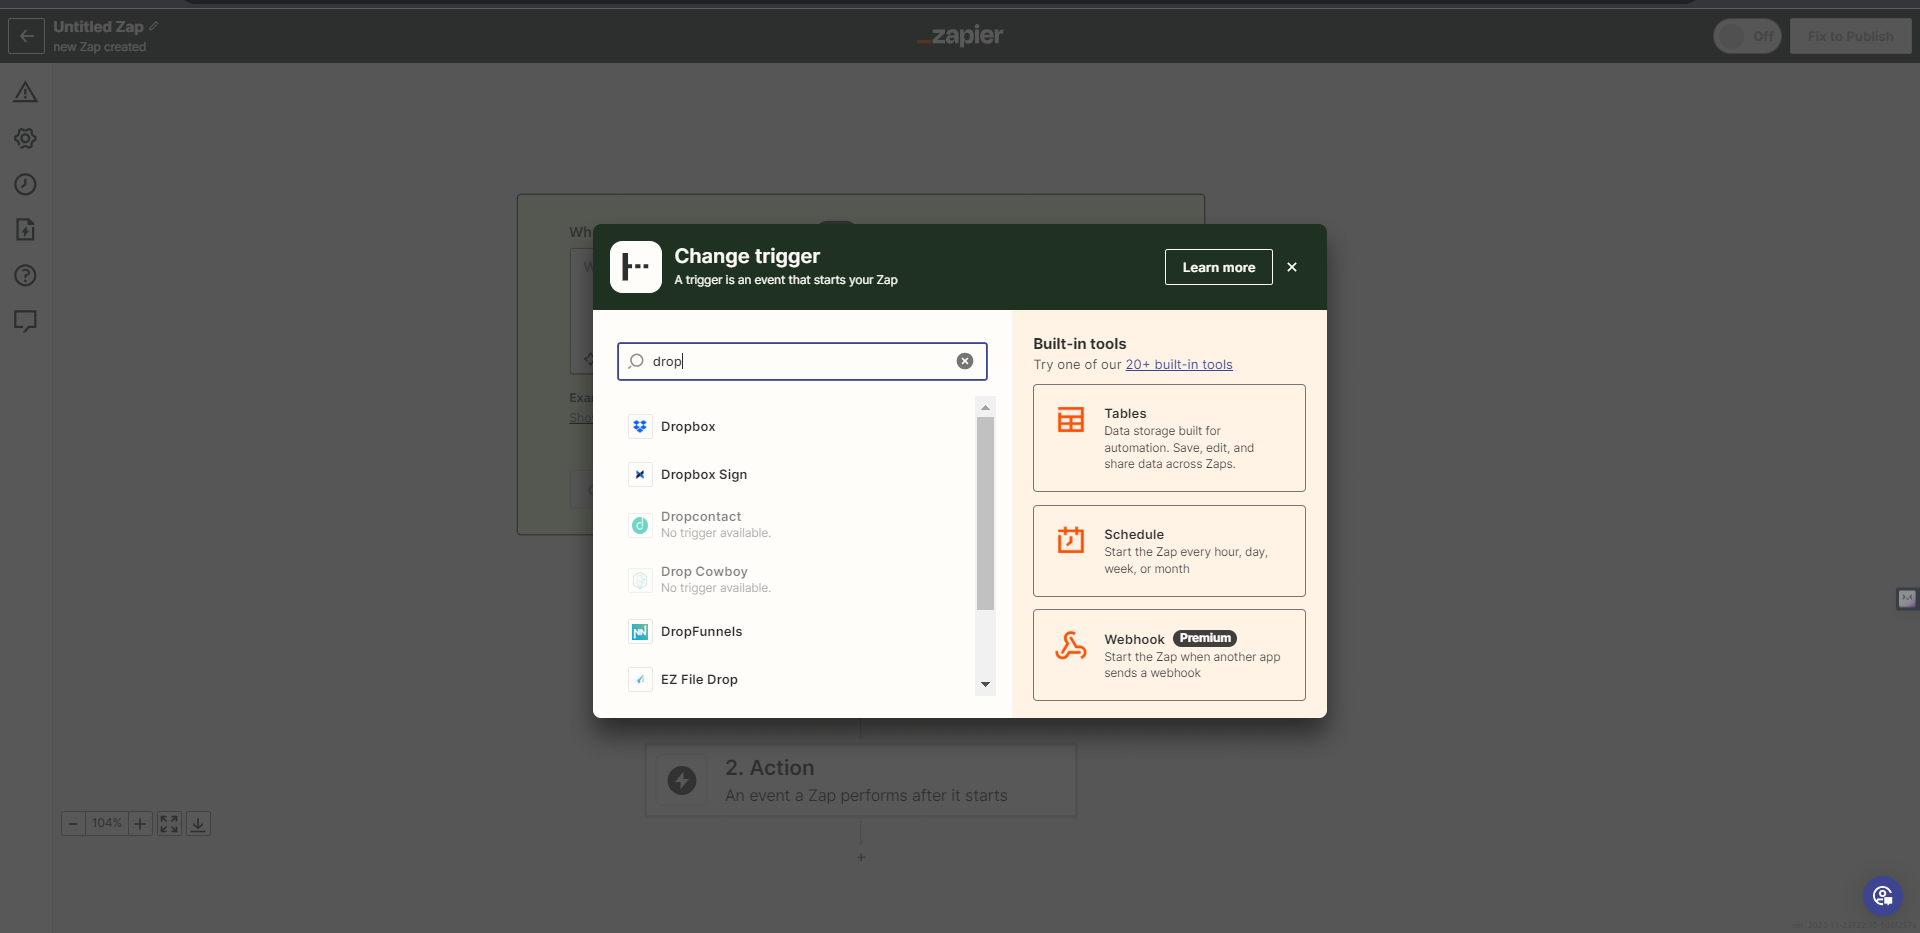 Untitled Zap
new Zap created
_zapier
Off
Fix to Publish
Change trigger
A trigger is an event that starts your Zap
Learn more
drop
Dropbox
Dropbox Sign
Dropcontact
No trigger available.
Drop Cowboy
No trigger available.
DropFunnels
EZ File Drop
Built-in tools
Try one of our 20+ built-in tools
Tables
Data storage built for
automation. Save, edit, and
share data across Zaps.
Schedule
Start the Zap every hour, day,
week, or month
Webhook Premium
Start the Zap when another app
sends a webhook
2. Action
An event a Zap performs after it starts
104%